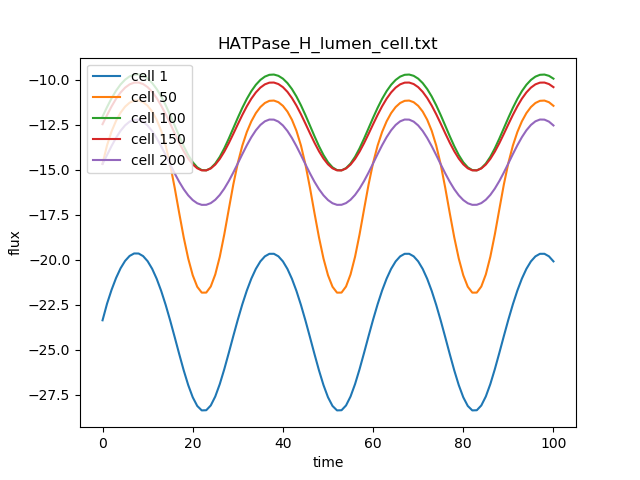 HATPase_H_lumen_cell.txt
cell 1
cell 50
cell 100
cell 150
cell 200
−10.0
−12.5
−15.0
−17.5
−20.0
−22.5
−25.0
−27.5
flux
0 20 40 60 80 100
time